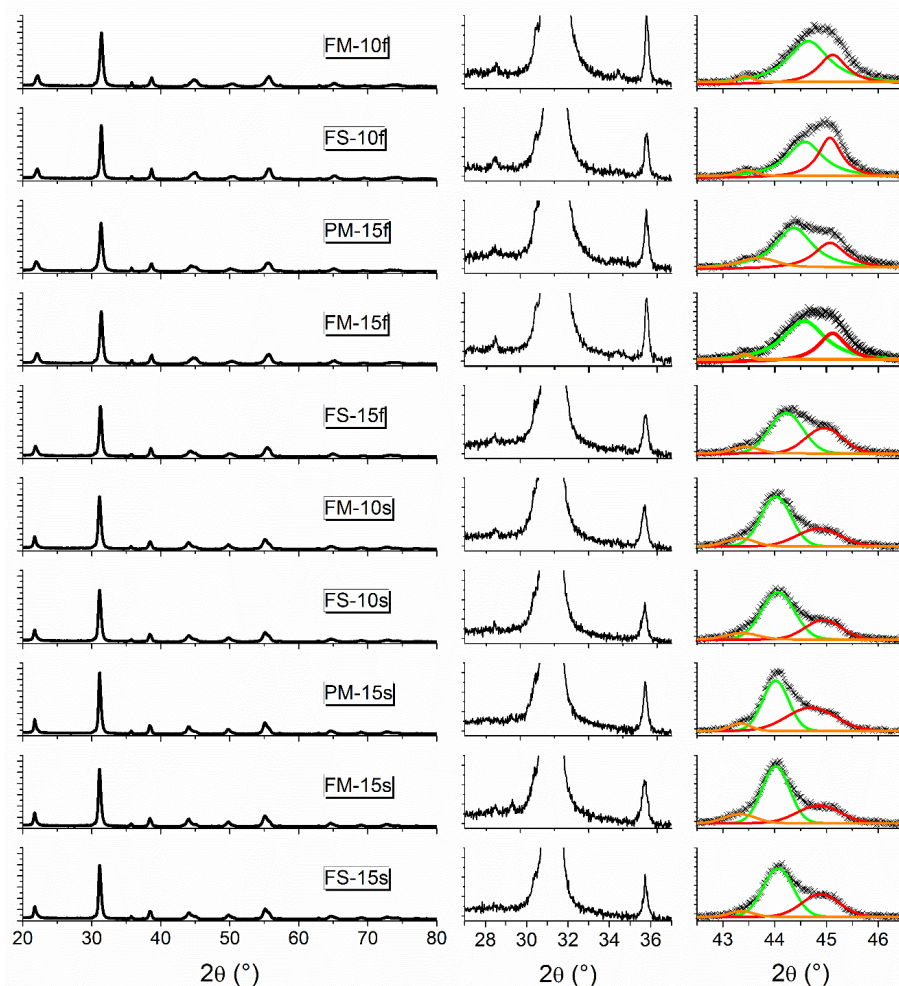 FM-10f
FS-10f
PM-15f
FM-15f
FS-15f
FM-10s
FS-10s
PM-15s
FM-15s
FS-15s
20 30 40 50 60 70 80
28 30 32 34 36
43 44 45 46
2θ (°) 2θ (°) 2θ (°)